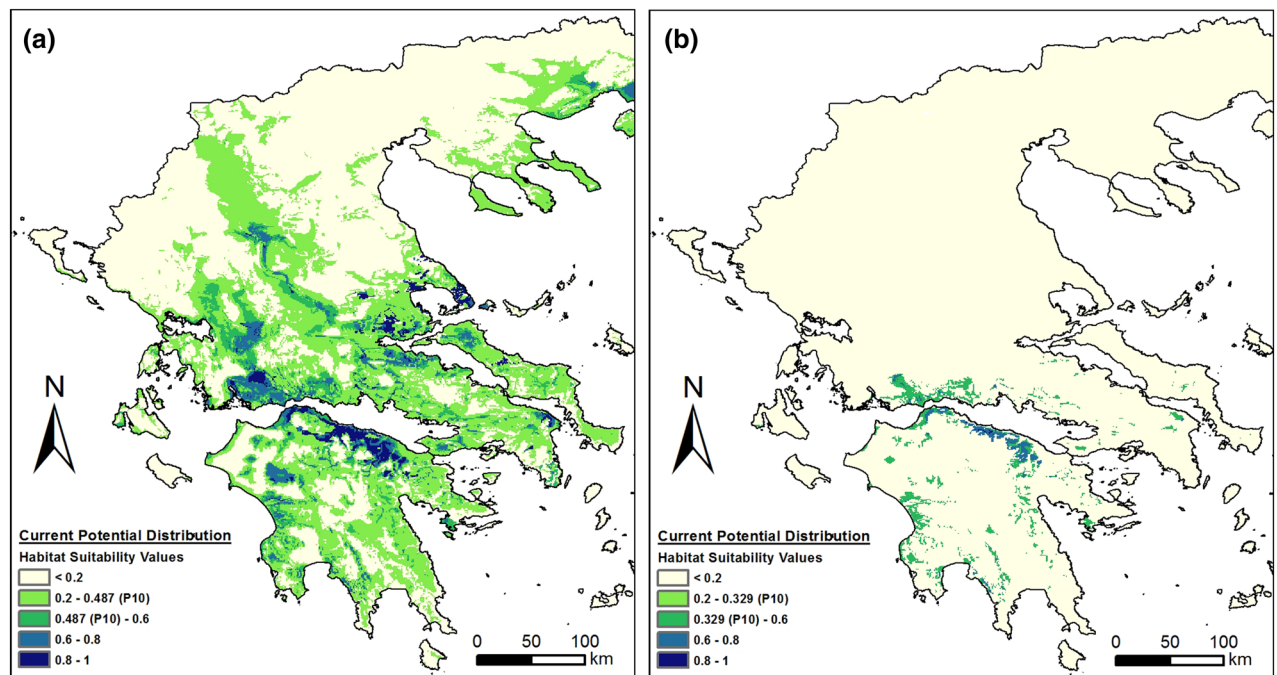 (a)
N
Current Potential Distribution
Habitat Suitability Values
< 0.2
0.2 - 0.487 (P10)
0.487 (P10) - 0.6
0.6 - 0.8
0.8 - 1
0 50 100
km
(b)
N
Current Potential Distribution
Habitat Suitability Values
< 0.2
0.2 - 0.329 (P10)
0.329 (P10) - 0.6
0.6 - 0.8
0.8 - 1
0 50 100
km